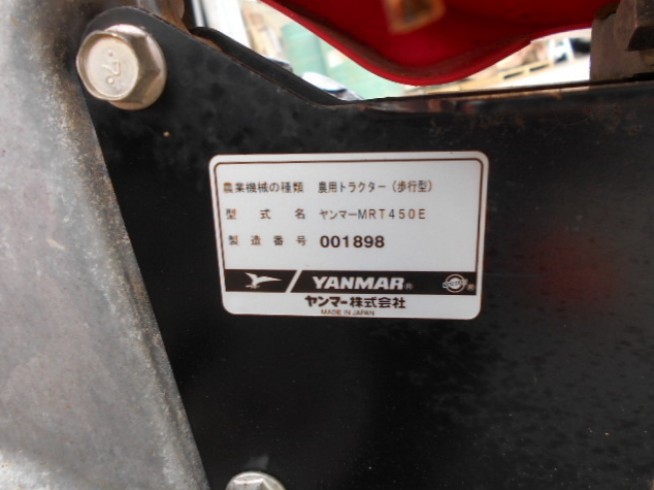 農業機械の種類 農用トラクター（歩行型）
型式名 ヤンマーMRT450E
製造番号 001898
YANMAR®
ヤンマー株式会社
MADE IN JAPAN